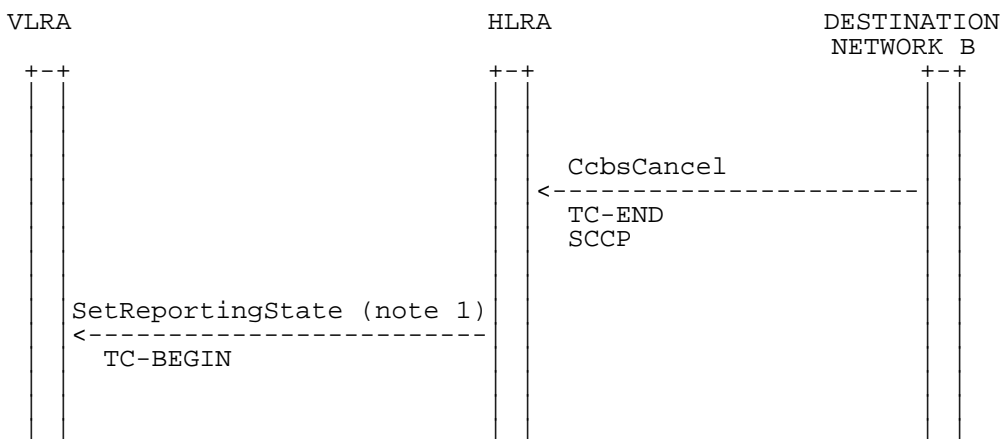 VLRA HLRA DESTINATION
NETWORK B
CcbsCancel
TC-END
SCCP
SetReportingState (note 1)
TC-BEGIN